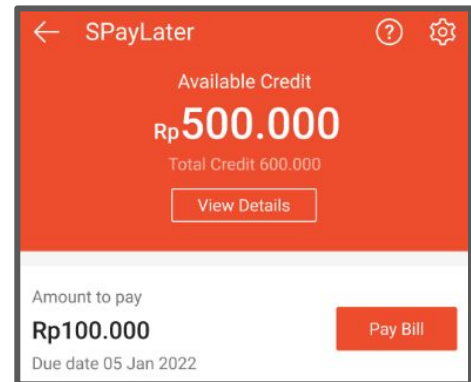 SPayLater
Available Credit
Rp500.000
Total Credit 600.000
View Details
Amount to pay
Rp100.000
Pay Bill
Due date 05 Jan 2022